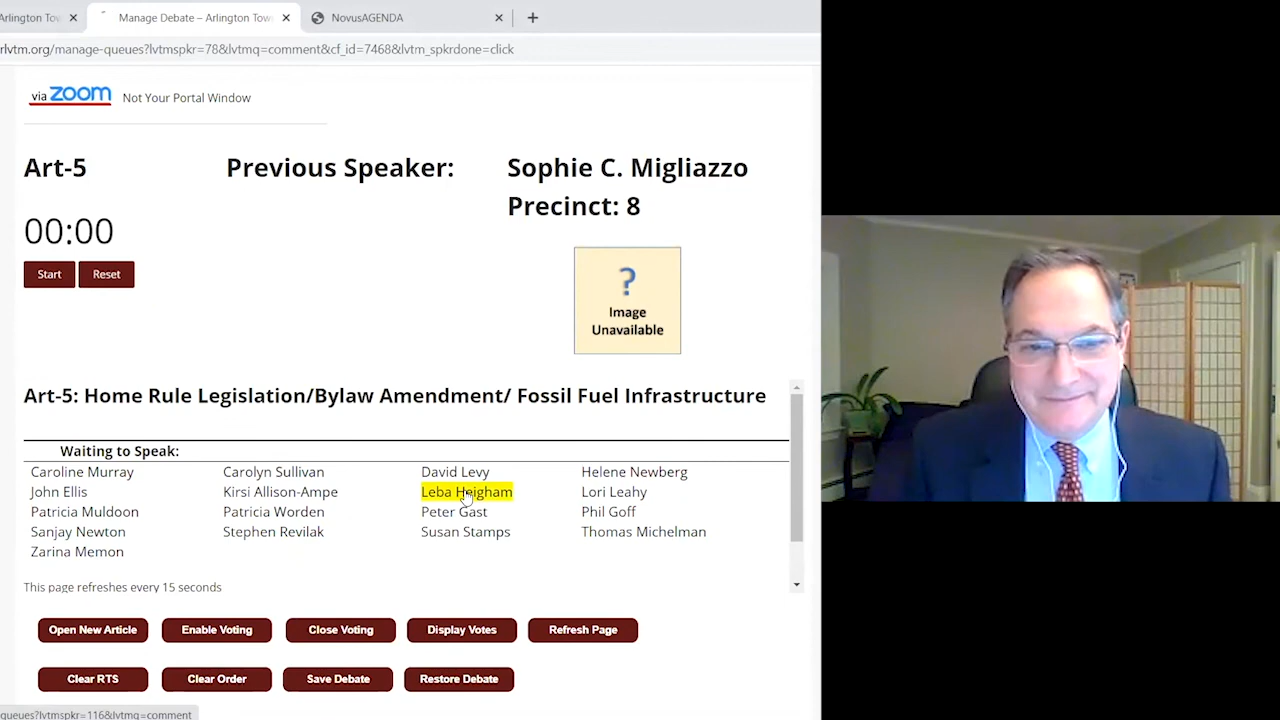 Arlington Tow
Manage Debate – Arlington Tow
NovusAGENDA
rlvtm.org/manage-queues?lvtmspkr=78&lvtmq=comment&cf_id=7468&lvtm_spkrdone=click
via zoom Not Your Portal Window
Art-5 Previous Speaker: Sophie C. Migliazzo
Precinct: 8
00:00
Start Reset
?
Image
Unavailable
Art-5: Home Rule Legislation/Bylaw Amendment/ Fossil Fuel Infrastructure
Waiting to Speak:
Caroline Murray Carolyn Sullivan David Levy Helene Newberg
John Ellis Kirsi Allison-Ampe Leba Heigham Lori Leahy
Patricia Muldoon Patricia Worden Peter Gast Phil Goff
Sanjay Newton Stephen Revilak Susan Stamps Thomas Michelman
Zarina Memon
This page refreshes every 15 seconds
Open New Article Enable Voting Close Voting Display Votes Refresh Page
Clear RTS Clear Order Save Debate Restore Debate
queues?lvtmspkr=116&lvtmq=comment